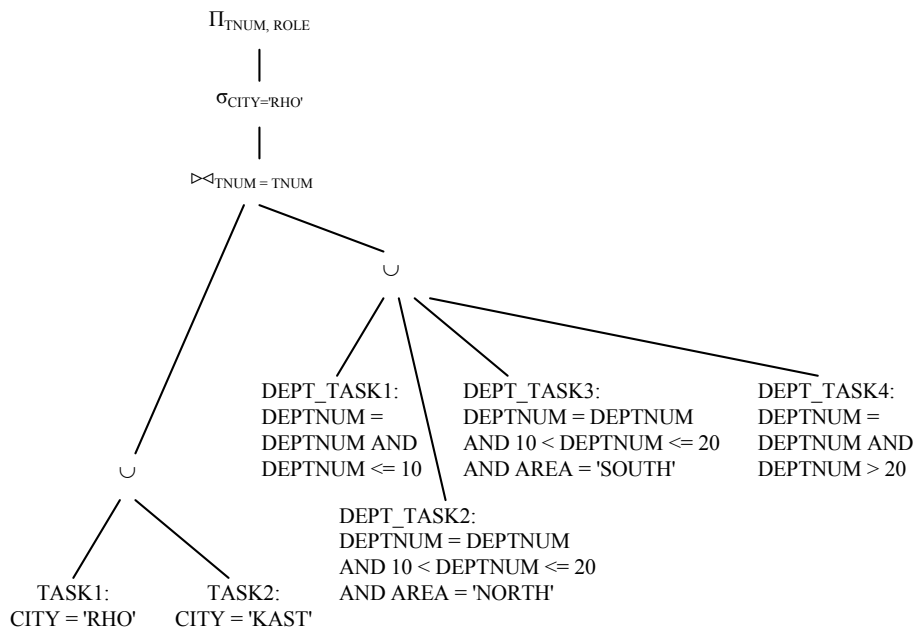 Π TNUM, ROLE
σ CITY='RHO'
⋈ TNUM = TNUM
∪
DEPT_TASK1:
DEPTNUM =
DEPTNUM AND
DEPTNUM <= 10
DEPT_TASK3:
DEPTNUM = DEPTNUM
AND 10 < DEPTNUM <= 20
AND AREA = 'SOUTH'
DEPT_TASK4:
DEPTNUM =
DEPTNUM AND
DEPTNUM > 20
∪
DEPT_TASK2:
DEPTNUM = DEPTNUM
AND 10 < DEPTNUM <= 20
AND AREA = 'NORTH'
TASK1:
CITY = 'RHO'
TASK2:
CITY = 'KAST'